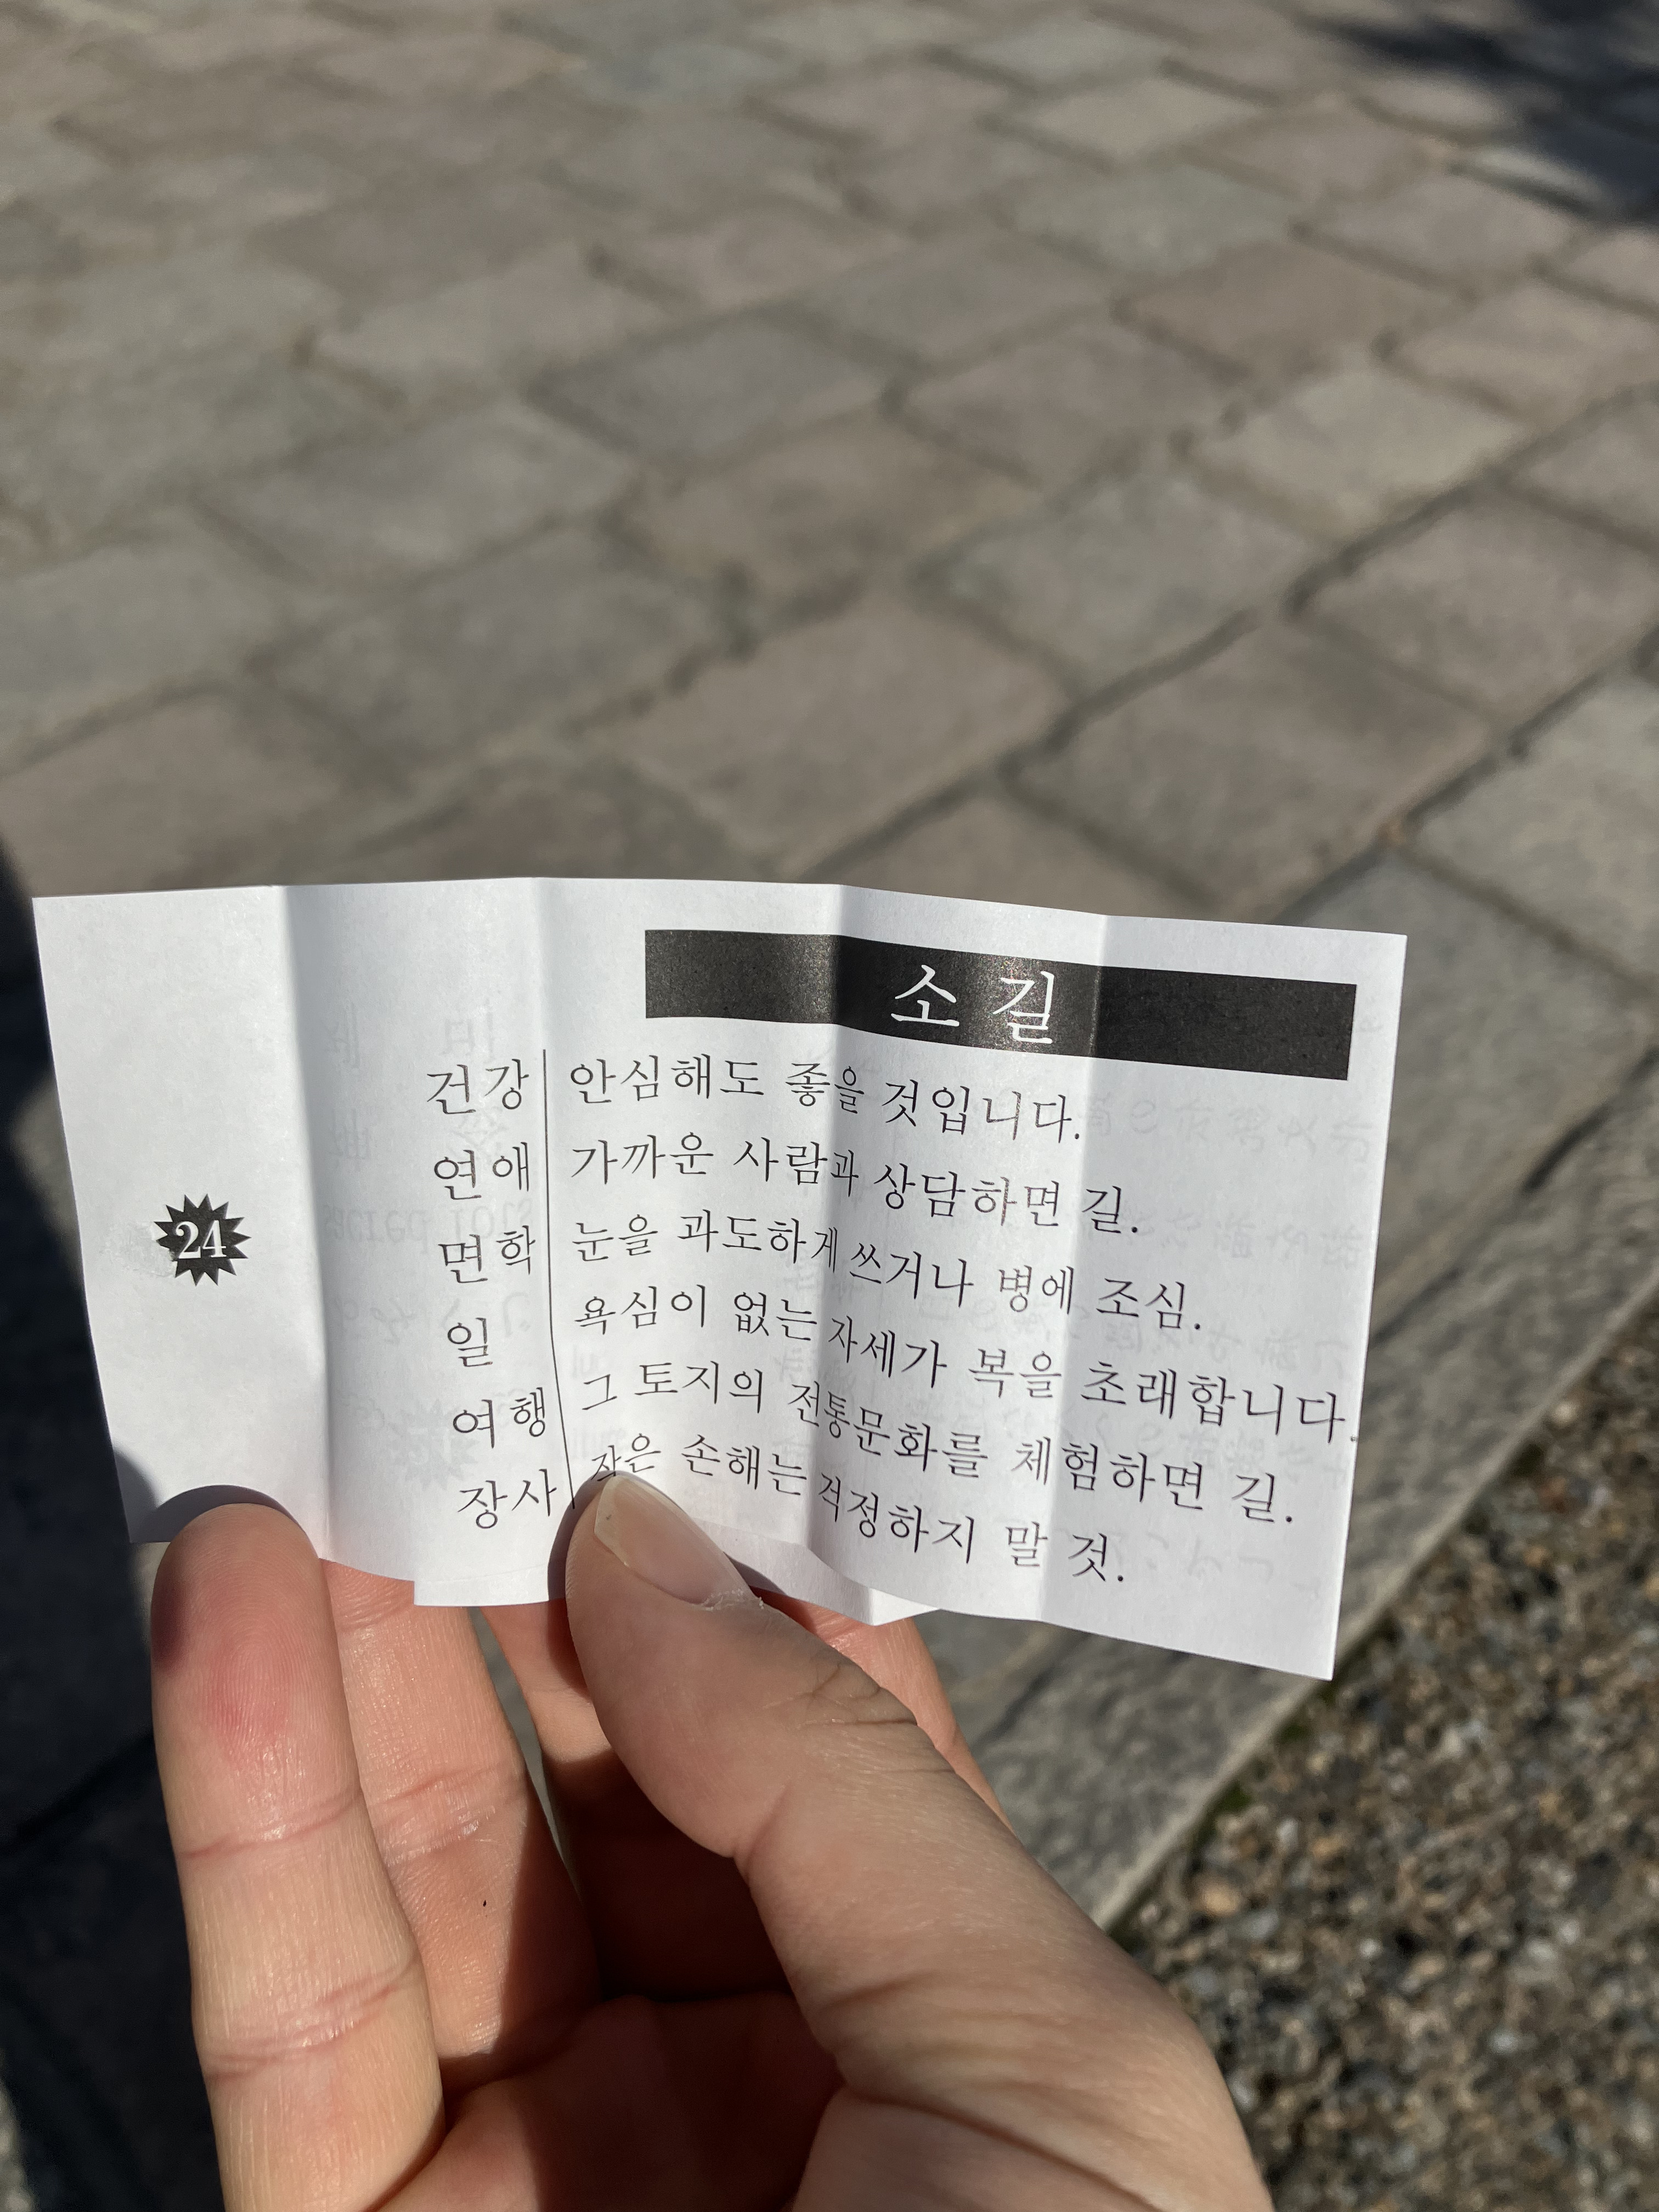 소길
건강 안심해도 좋을 것입니다.
연애 가까운 사람과 상담하면 길.
면학 눈을 과도하게 쓰거나 병에 조심.
일 욕심이 없는 자세가 복을 초래합니다.
여행 그 토지의 전통문화를 체험하면 길.
장사 작은 손해는 걱정하지 말 것.
24